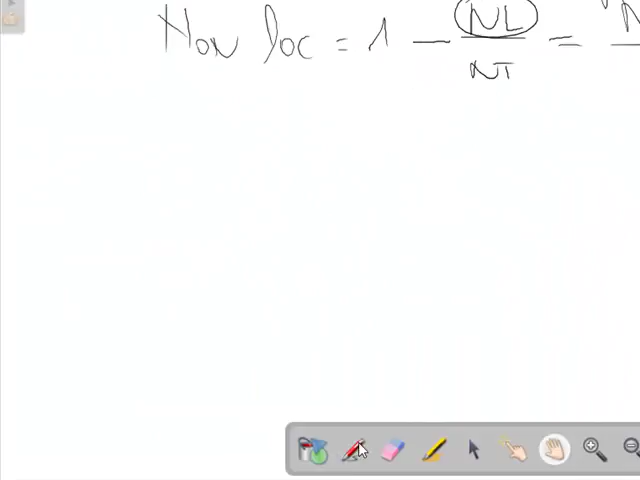 Non loc = 1 - NL/NT =